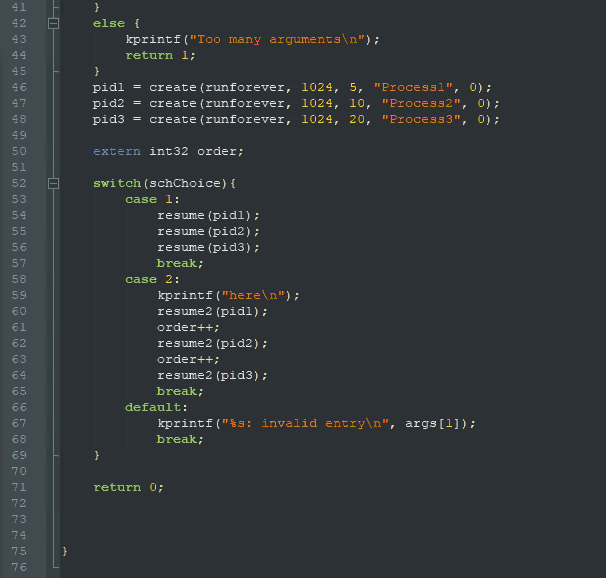 41 }
42 else {
43 kprintf("Too many arguments\n");
44 return 1;
45 }
46 pid1 = create(runforever, 1024, 5, "Process1", 0);
47 pid2 = create(runforever, 1024, 10, "Process2", 0);
48 pid3 = create(runforever, 1024, 20, "Process3", 0);
49
50 extern int32 order;
51
52 switch(schChoice){
53 case 1:
54 resume(pid1);
55 resume(pid2);
56 resume(pid3);
57 break;
58 case 2:
59 kprintf("here\n");
60 resume2(pid1);
61 order++;
62 resume2(pid2);
63 order++;
64 resume2(pid3);
65 break;
66 default:
67 kprintf("%s: invalid entry\n", args[1]);
68 break;
69 }
70
71 return 0;
72
73
74
75 }
76